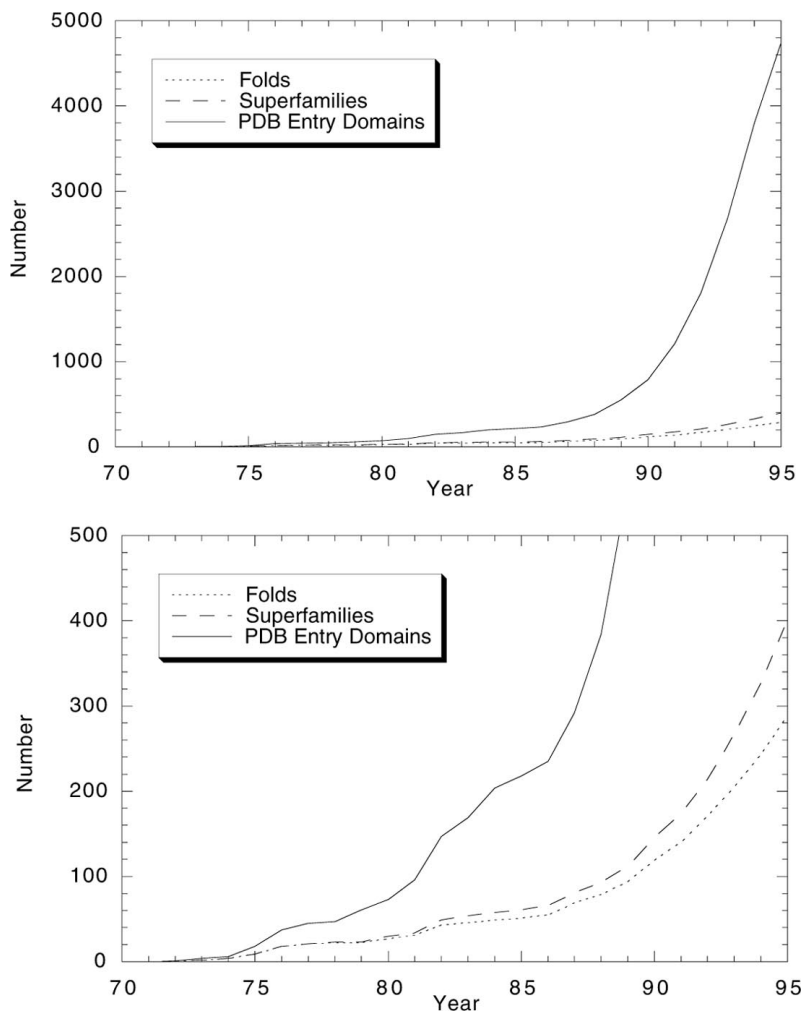 5000
4000
3000
2000
1000
0
Number
Folds
Superfamilies
PDB Entry Domains
70 75 80 85 90 95
Year
500
400
300
200
100
0
Number
Folds
Superfamilies
PDB Entry Domains
70 75 80 85 90 95
Year